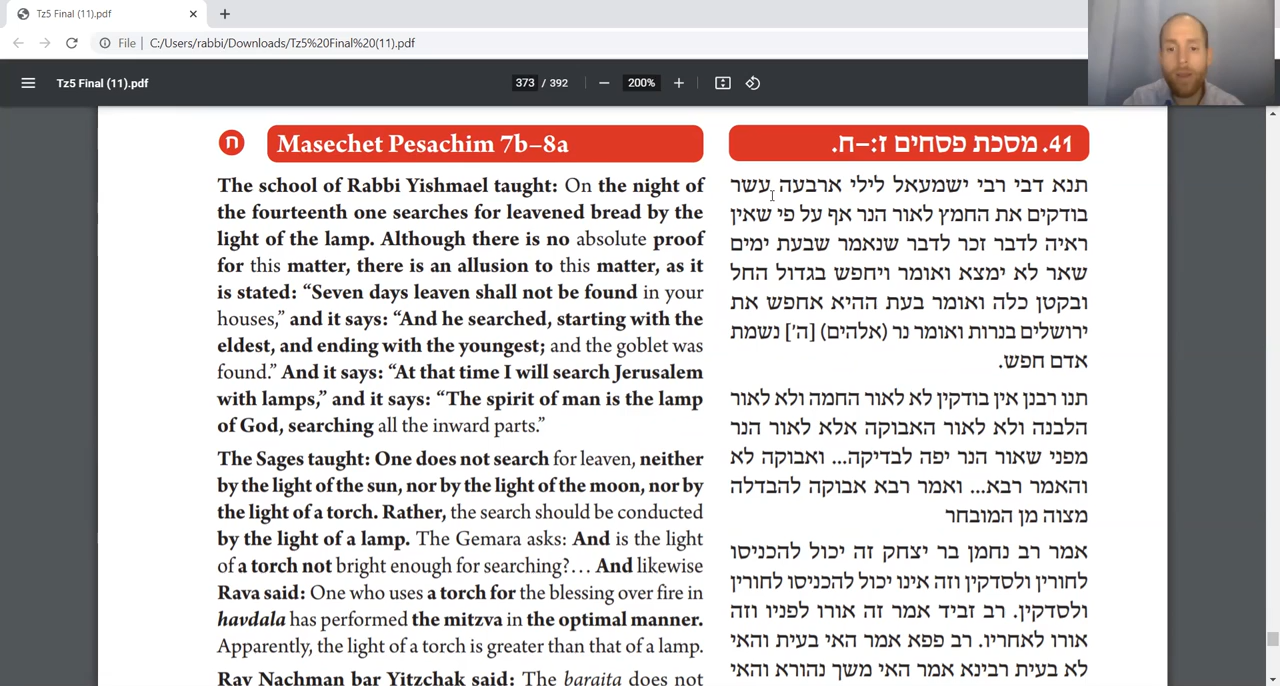 Tz5 Final (11).pdf
File C:/Users/rabbi/Downloads/Tz5%20Final%20(11).pdf
Tz5 Final (11).pdf 373 / 392 200%
ח Masechet Pesachim 7b–8a
The school of Rabbi Yishmael taught: On the night of
the fourteenth one searches for leavened bread by the
light of the lamp. Although there is no absolute proof
for this matter, there is an allusion to this matter, as it
is stated: “Seven days leaven shall not be found in your
houses,” and it says: “And he searched, starting with the
eldest, and ending with the youngest; and the goblet was
found.” And it says: “At that time I will search Jerusalem
with lamps,” and it says: “The spirit of man is the lamp
of God, searching all the inward parts.”
The Sages taught: One does not search for leaven, neither
by the light of the sun, nor by the light of the moon, nor by
the light of a torch. Rather, the search should be conducted
by the light of a lamp. The Gemara asks: And is the light
of a torch not bright enough for searching?… And likewise
Rava said: One who uses a torch for the blessing over fire in
havdala has performed the mitzva in the optimal manner.
Apparently, the light of a torch is greater than that of a lamp.
Rav Nachman bar Yitzchak said: The baraita does not
41. מסכת פסחים ז:–ח.
תנא דבי רבי ישמעאל לילי ארבעה עשר
בודקים את החמץ לאור הנר אף על פי שאין
ראיה לדבר זכר לדבר שנאמר שבעת ימים
שאר לא ימצא ואומר ויחפש בגדול החל
ובקטן כלה ואומר בעת ההיא אחפש את
ירושלים בנרות ואומר נר (אלהים) [ה'] נשמת
אדם חפש.
תנו רבנן אין בודקין לא לאור החמה ולא לאור
הלבנה ולא לאור האבוקה אלא לאור הנר
מפני שאור הנר יפה לבדיקה... ואבוקה לא
והאמר רבא... ואמר רבא אבוקה להבדלה
מצוה מן המובחר
אמר רב נחמן בר יצחק זה יכול להכניסו
לחורין ולסדקין וזה אינו יכול להכניסו לחורין
ולסדקין. רב זביד אמר זה אורו לפניו וזה
אורו לאחריו. רב פפא אמר האי בעית והאי
לא בעית רבינא אמר האי משך נהורא והאי